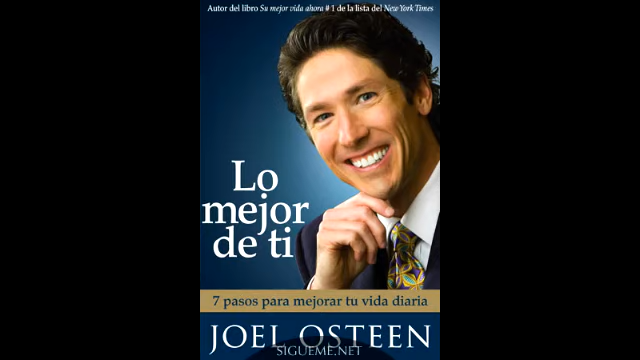 Autor del libro Su mejor vida ahora #1 de la lista del New York Times
Lo
mejor
de ti
7 pasos para mejorar tu vida diaria
JOEL OSTEEN
SIGUEME.NET